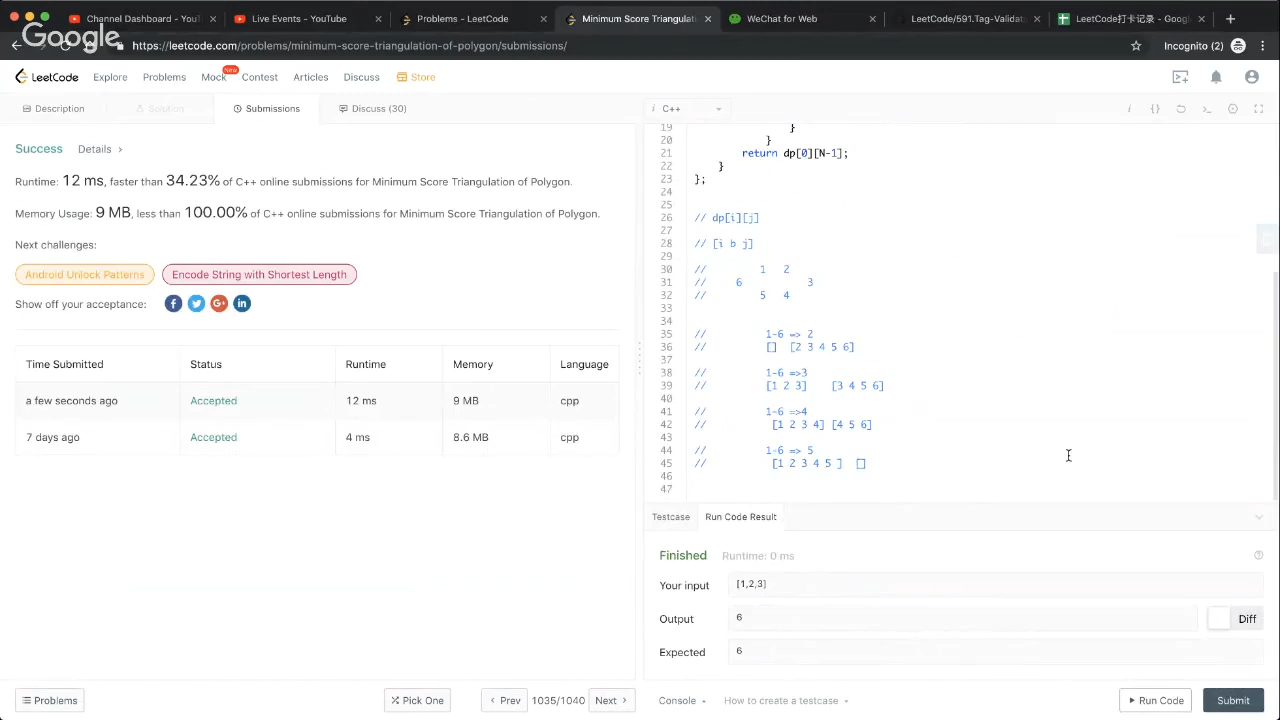 Channel Dashboard - YouT
Live Events - YouTube
Problems - LeetCode
Minimum Score Triangulati
WeChat for Web
LeetCode/591.Tag-Validat
LeetCode打卡记录 - Google
Google
https://leetcode.com/problems/minimum-score-triangulation-of-polygon/submissions/
Incognito (2)
LeetCode
Explore
Problems
Mock
New
Contest
Articles
Discuss
Store
Description
Solution
Submissions
Discuss (30)
i C++
Success Details >
Runtime: 12 ms, faster than 34.23% of C++ online submissions for Minimum Score Triangulation of Polygon.
Memory Usage: 9 MB, less than 100.00% of C++ online submissions for Minimum Score Triangulation of Polygon.
Next challenges:
Android Unlock Patterns
Encode String with Shortest Length
Show off your acceptance:
Time Submitted Status Runtime Memory Language
a few seconds ago Accepted 12 ms 9 MB cpp
7 days ago Accepted 4 ms 8.6 MB cpp
19 }
20 }
21 return dp[0][N-1];
22 }
23 };
24
25
26 // dp[i][j]
27
28 // [i b j]
29
30 // 1 2
31 // 6 3
32 // 5 4
33
34
35 // 1-6 => 2
36 // [] [2 3 4 5 6]
37
38 // 1-6 =>3
39 // [1 2 3] [3 4 5 6]
40
41 // 1-6 =>4
42 // [1 2 3 4] [4 5 6]
43
44 // 1-6 => 5
45 // [1 2 3 4 5 ] []
46
47
Testcase Run Code Result
Finished Runtime: 0 ms
Your input [1,2,3]
Output 6 Diff
Expected 6
Problems
Pick One
< Prev 1035/1040 Next >
Console
How to create a testcase
Run Code
Submit